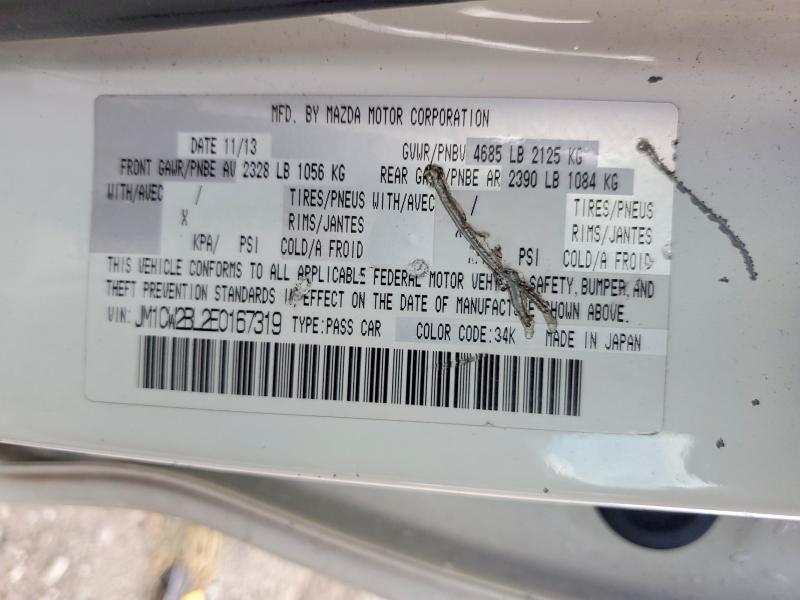 MFD. BY MAZDA MOTOR CORPORATION
DATE 11/13 GVWR/PNBV 4685 LB 2125 KG
FRONT GAWR/PNBE AV 2328 LB 1056 KG REAR GAWR/PNBE AR 2390 LB 1084 KG
WITH/AVEC / TIRES/PNEUS WITH/AVEC / TIRES/PNEUS
X RIMS/JANTES RIMS/JANTES
KPA/ PSI COLD/A FROID PSI COLD/A FROID
THIS VEHICLE CONFORMS TO ALL APPLICABLE FEDERAL MOTOR VEHICLE SAFETY, BUMPER, AND
THEFT PREVENTION STANDARDS IN EFFECT ON THE DATE OF MANUFACTURE SHOWN ABOVE.
VIN: JM1CW2BL2E0167319 TYPE: PASS CAR COLOR CODE: 34K MADE IN JAPAN